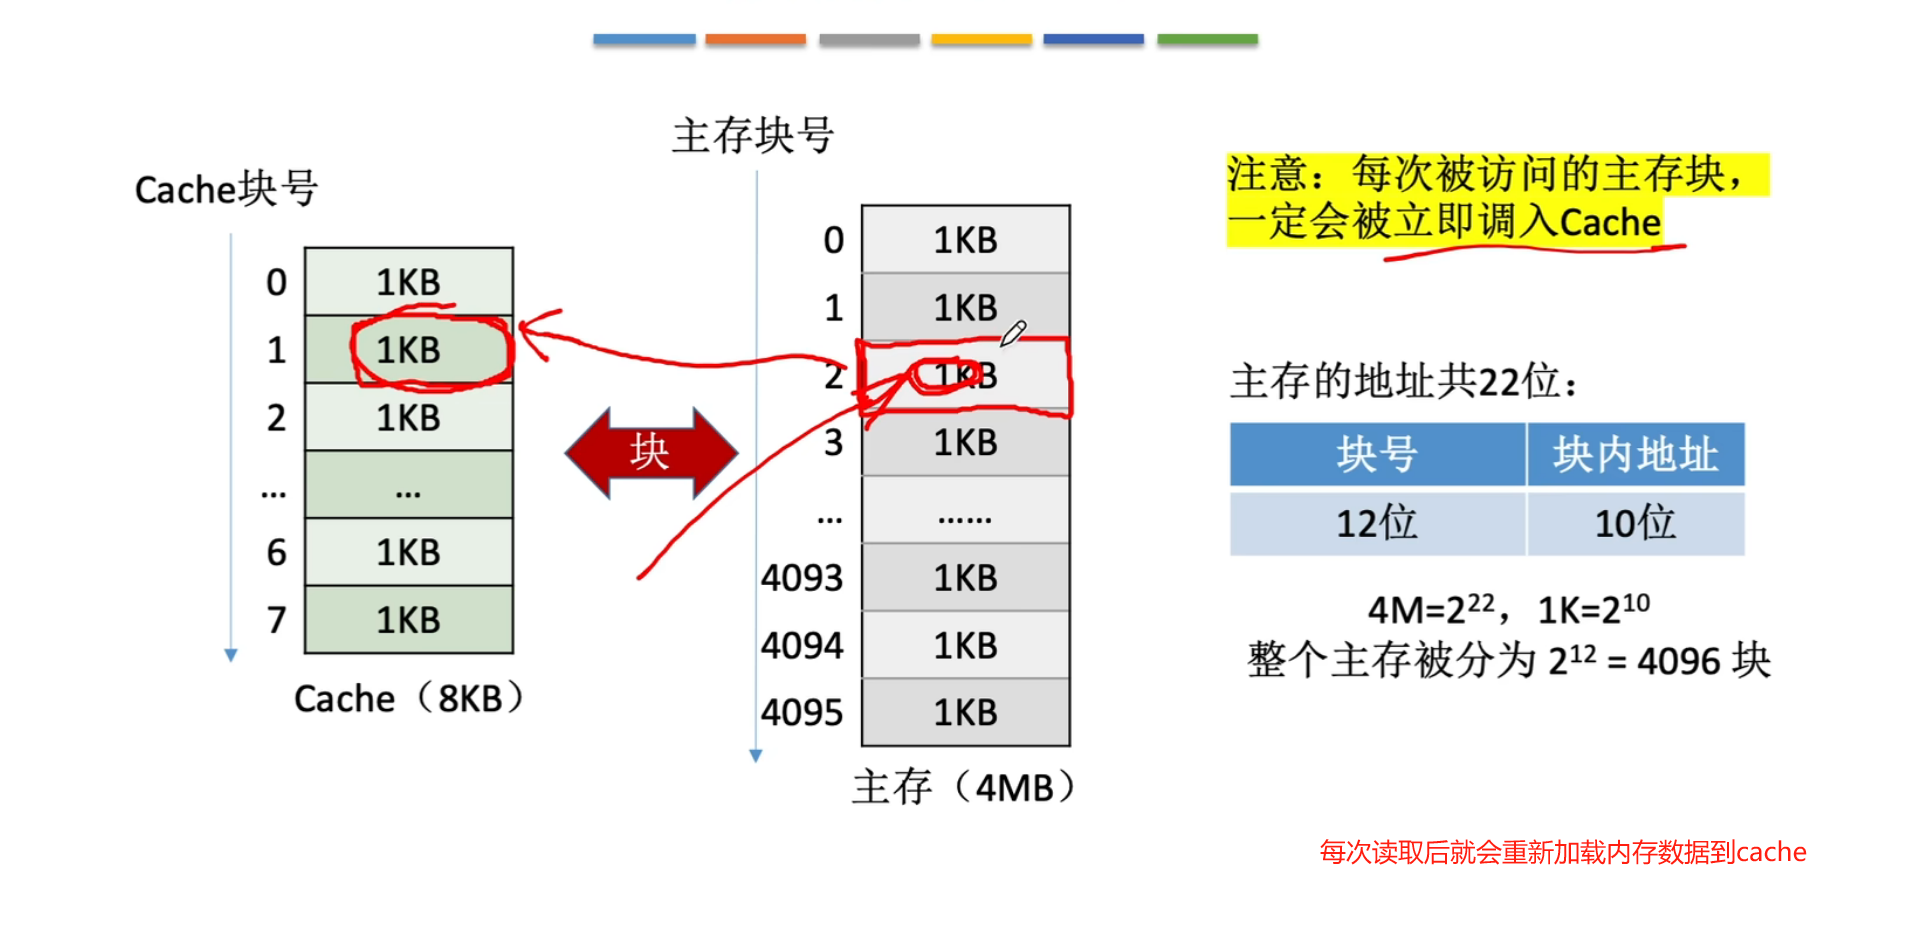 主存块号
Cache块号
0 1KB
1 1KB
2 1KB
... ...
6 1KB
7 1KB
Cache（8KB）
块
0 1KB
1 1KB
2 1KB
3 1KB
... ......
4093 1KB
4094 1KB
4095 1KB
主存（4MB）
注意：每次被访问的主存块，
一定会被立即调入Cache
主存的地址共22位：
块号 块内地址
12位 10位
4M=2²²，1K=2¹⁰
整个主存被分为 2¹² = 4096 块
每次读取后就会重新加载内存数据到cache